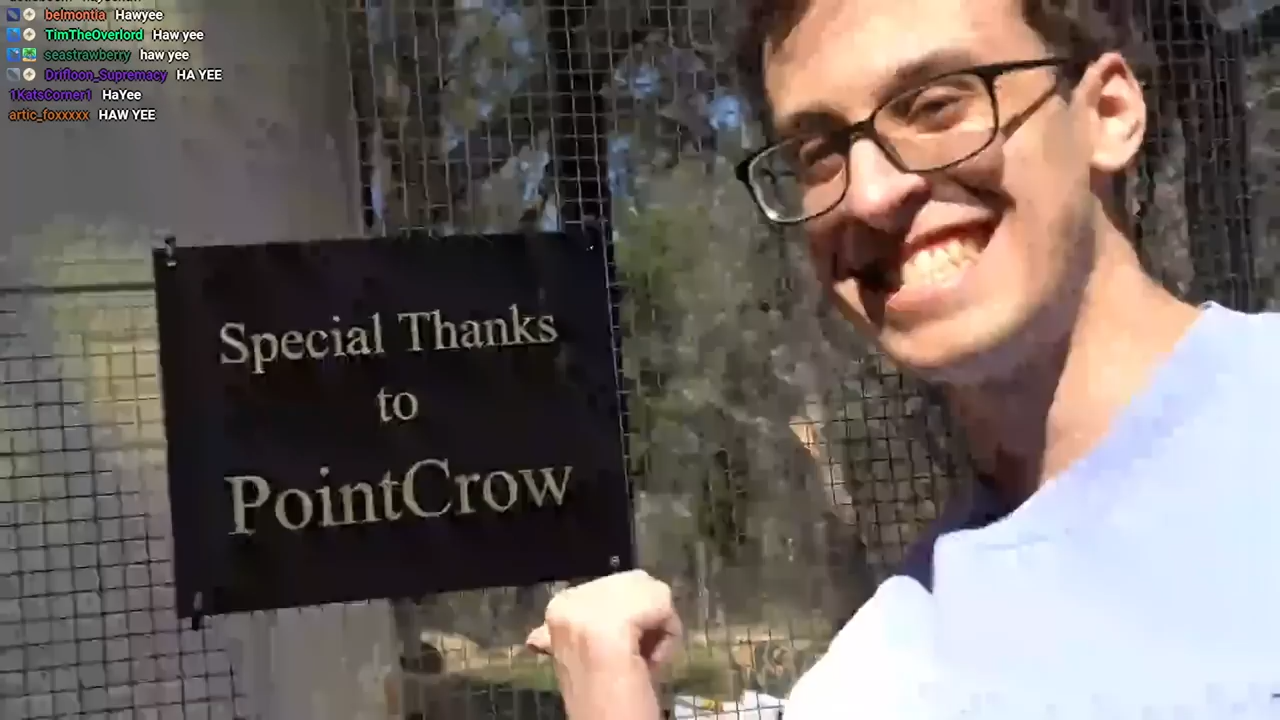 belmontia Hawyee
TimTheOverlord Haw yee
seastrawberry haw yee
Drifloon_Supremacy HA YEE
1KatsCorner1 HaYee
artic_foxxxxx HAW YEE
Special Thanks
to
PointCrow